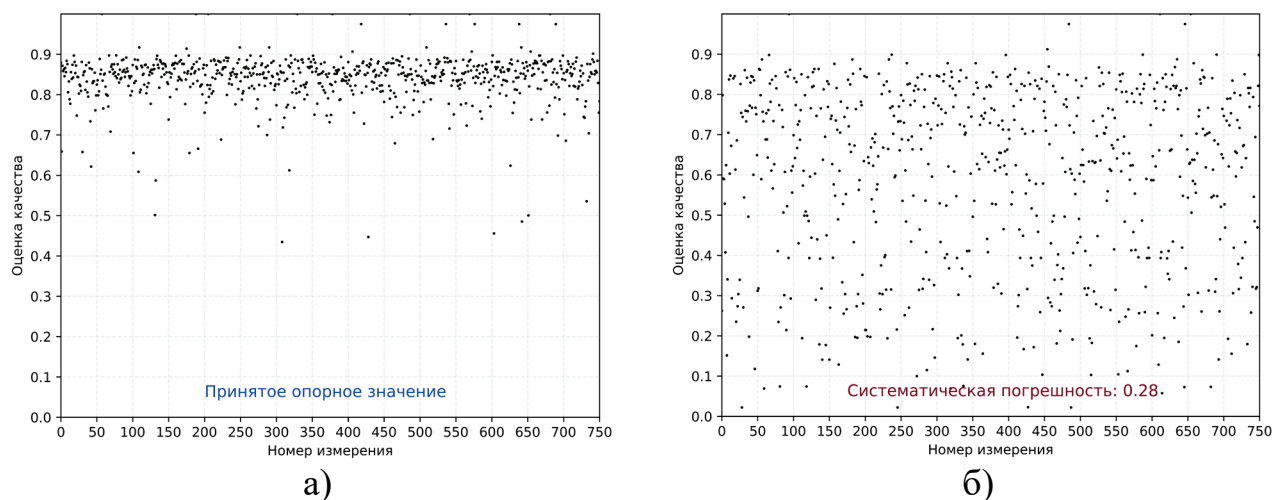 Оценка качества
0.9
0.8
0.7
0.6
0.5
0.4
0.3
0.2
0.1
0.0
Принятое опорное значение
0 50 100 150 200 250 300 350 400 450 500 550 600 650 700 750
Номер измерения
а)
Оценка качества
0.9
0.8
0.7
0.6
0.5
0.4
0.3
0.2
0.1
0.0
Систематическая погрешность: 0.28
0 50 100 150 200 250 300 350 400 450 500 550 600 650 700 750
Номер измерения
б)